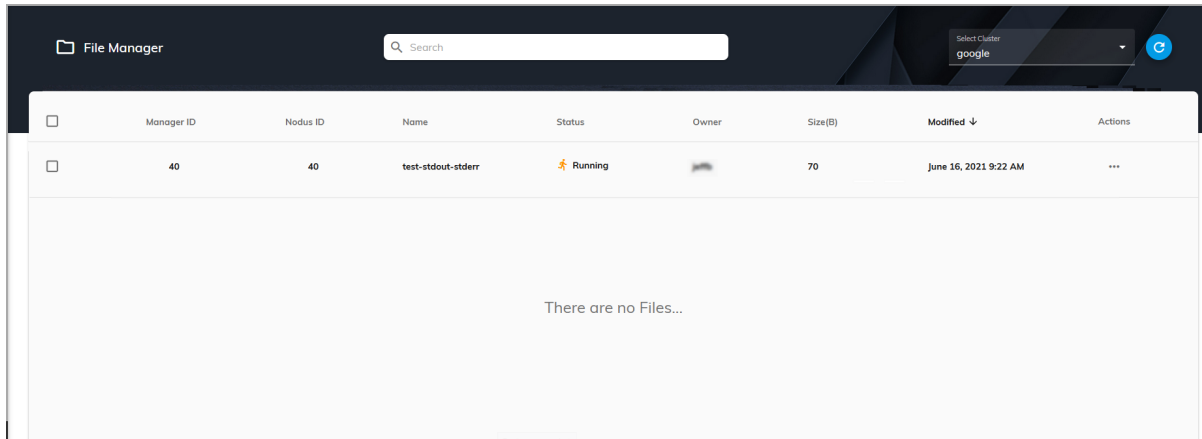 File Manager
Search
Select Cluster
google
Manager ID Nodus ID Name Status Owner Size(B) Modified Actions
40 40 test-stdout-stderr Running 70 June 16, 2021 9:22 AM ...
There are no Files...